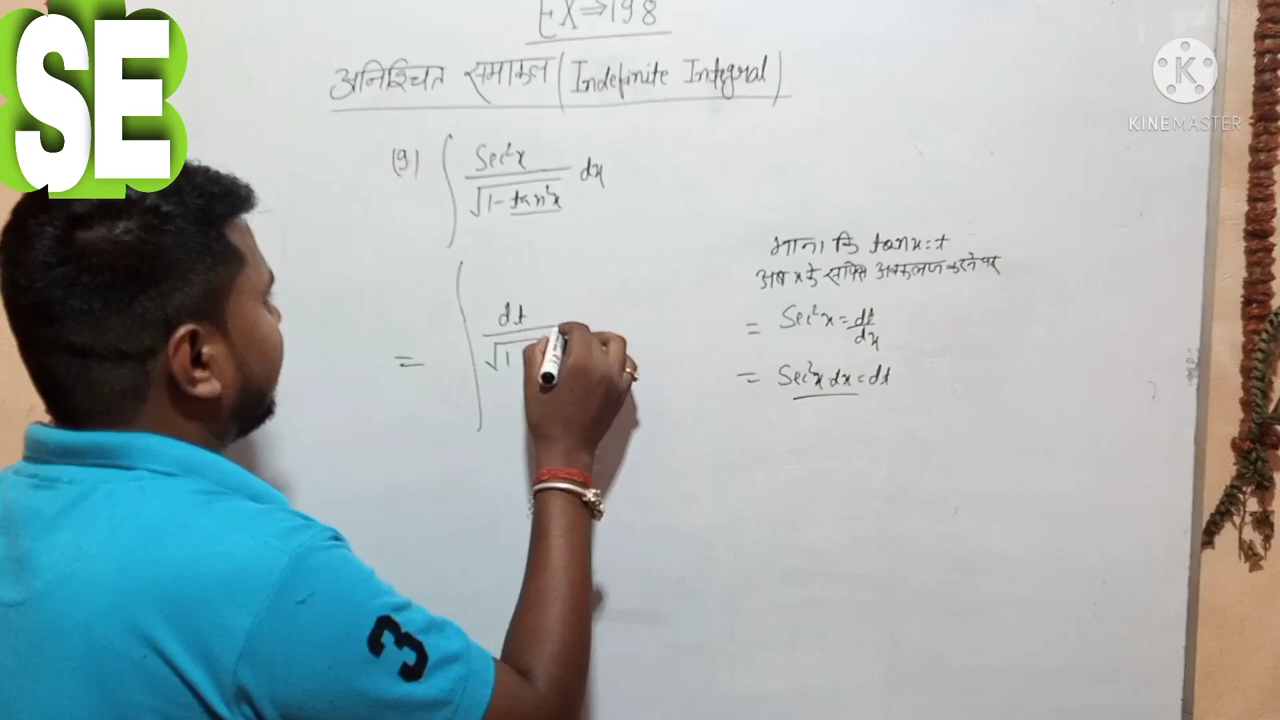 SE
EX⇒198
अनिश्चित समाकल (Indefinite Integral)
(9) ∫ Sec²x / √1-tan²x dx
माना कि tanx=t
अब x के सापेक्ष अवकलन करने पर
= Sec²x = dt/dx
= Sec²x dx = dt
= ∫ dt / √1
3
K
KINEMASTER